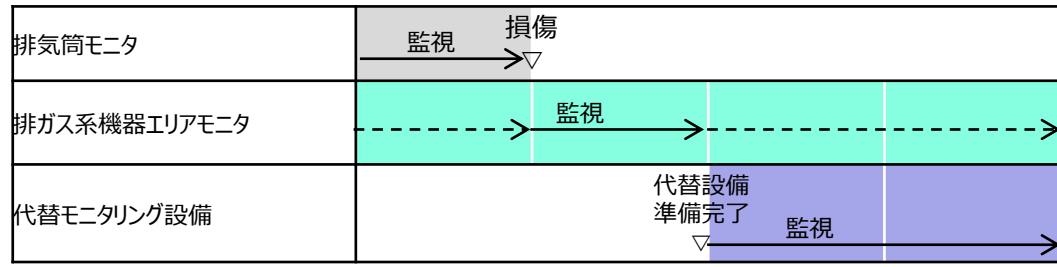 排気筒モニタ
監視
損傷
▽
排ガス系機器エリアモニタ
監視
代替モニタリング設備
代替設備
準備完了
▽
監視